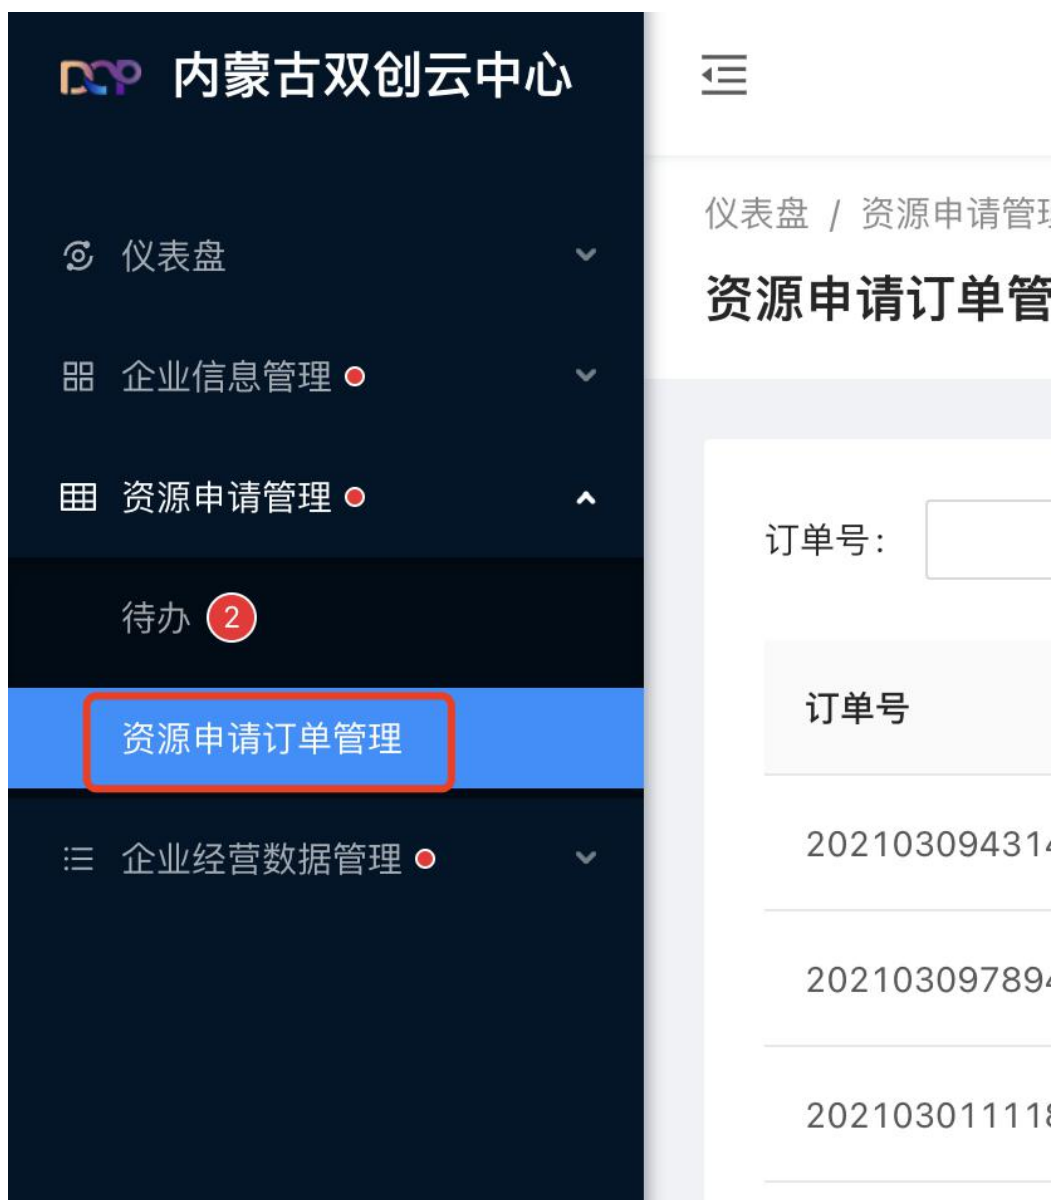 DCP 内蒙古双创云中心
仪表盘
企业信息管理
资源申请管理
待办 2
资源申请订单管理
企业经营数据管理
仪表盘 / 资源申请管
资源申请订单管
订单号:
订单号
20210309431
20210309789
20210301111